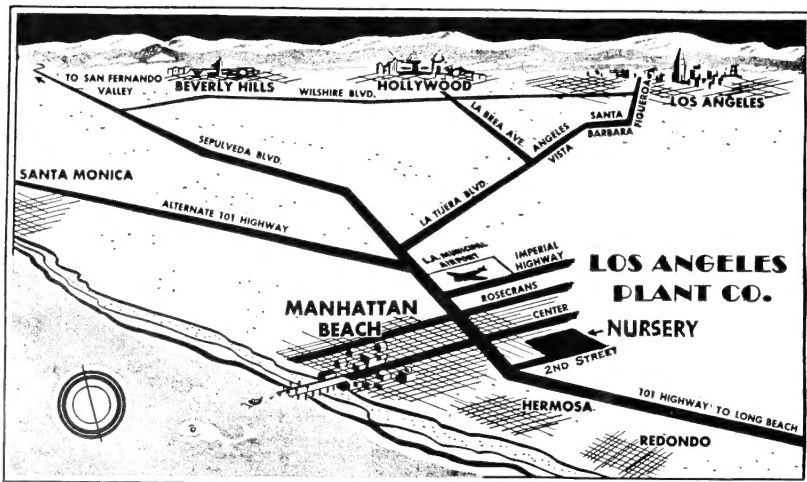 TO SAN FERNANDO
VALLEY
BEVERLY HILLS
HOLLYWOOD
LOS ANGELES
WILSHIRE BLVD.
FIGUEROA
LA BREA AVE.
SANTA
BARBARA
ANGELES
VISTA
SEPULVEDA BLVD.
SANTA MONICA
LA TIJERA BLVD.
ALTERNATE 101 HIGHWAY
L.A. MUNICIPAL
AIRPORT
IMPERIAL
HIGHWAY
LOS ANGELES
PLANT CO.
ROSECRANS
MANHATTAN
BEACH
CENTER
NURSERY
2ND STREET
101 HIGHWAY TO LONG BEACH
HERMOSA
REDONDO